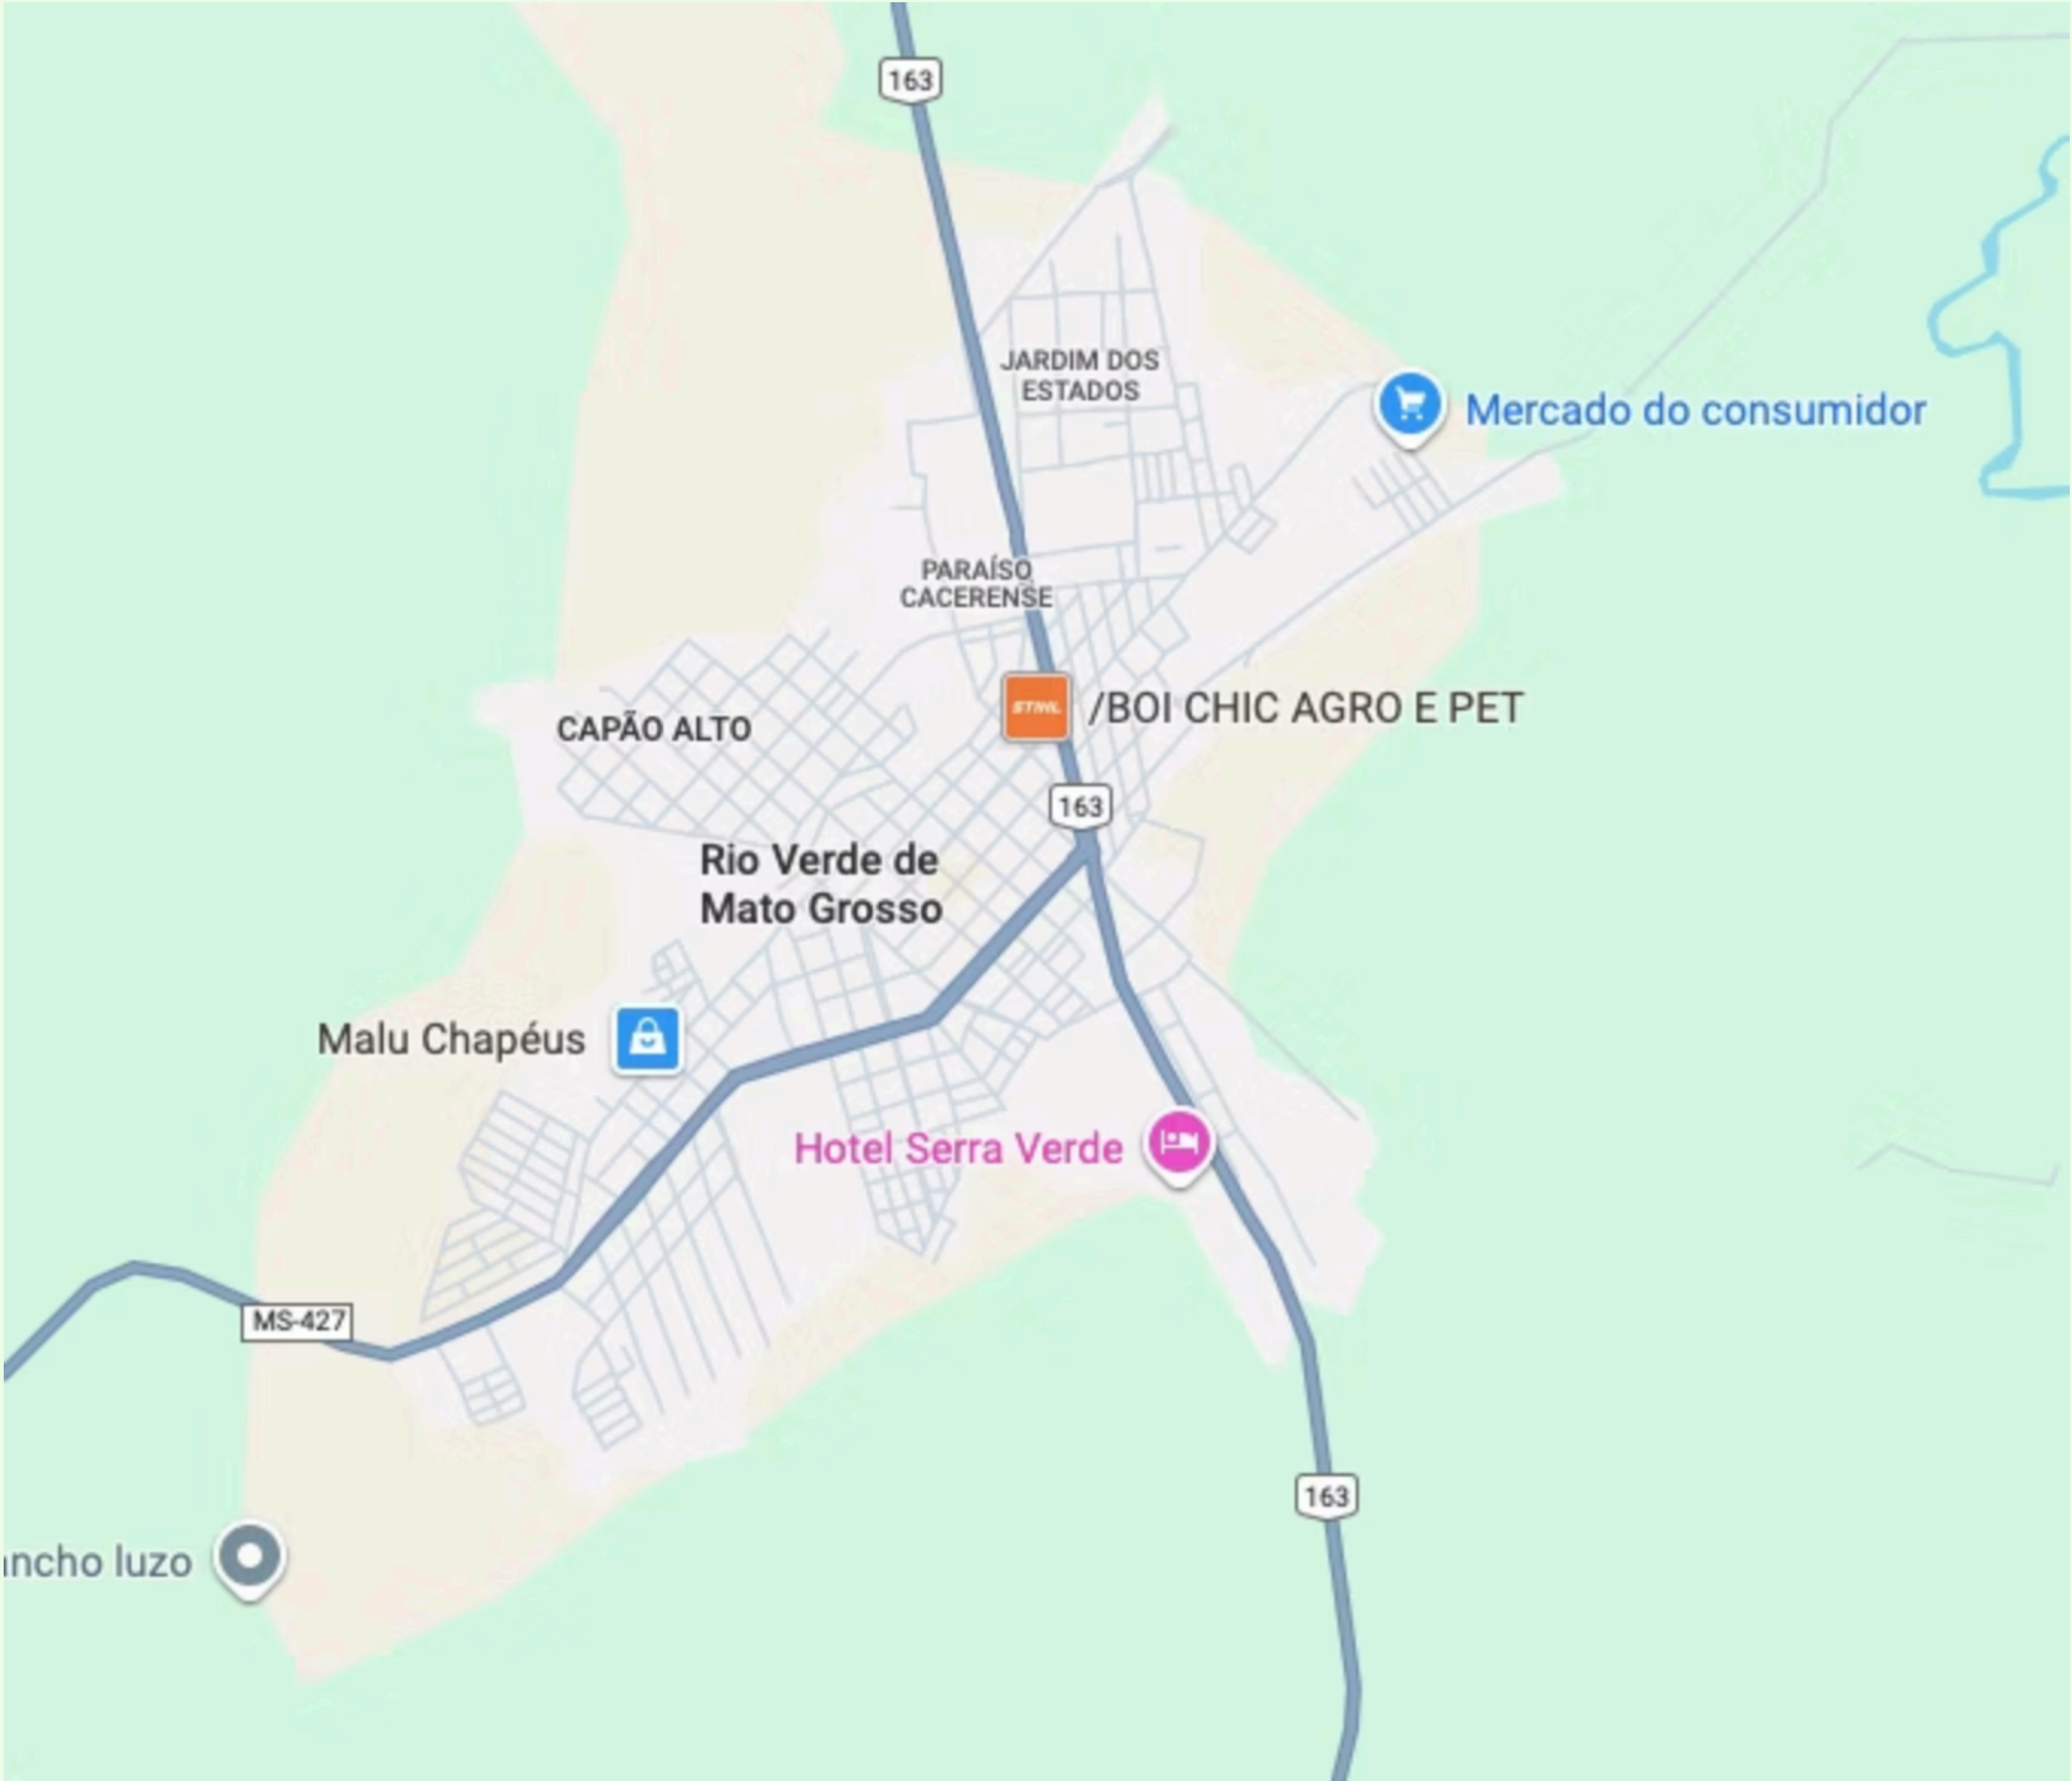 163
JARDIM DOS
ESTADOS
Mercado do consumidor
PARAÍSO
CACERENSE
STIHL
/BOI CHIC AGRO E PET
CAPÃO ALTO
163
Rio Verde de
Mato Grosso
Malu Chapéus
Hotel Serra Verde
MS-427
163
luzo